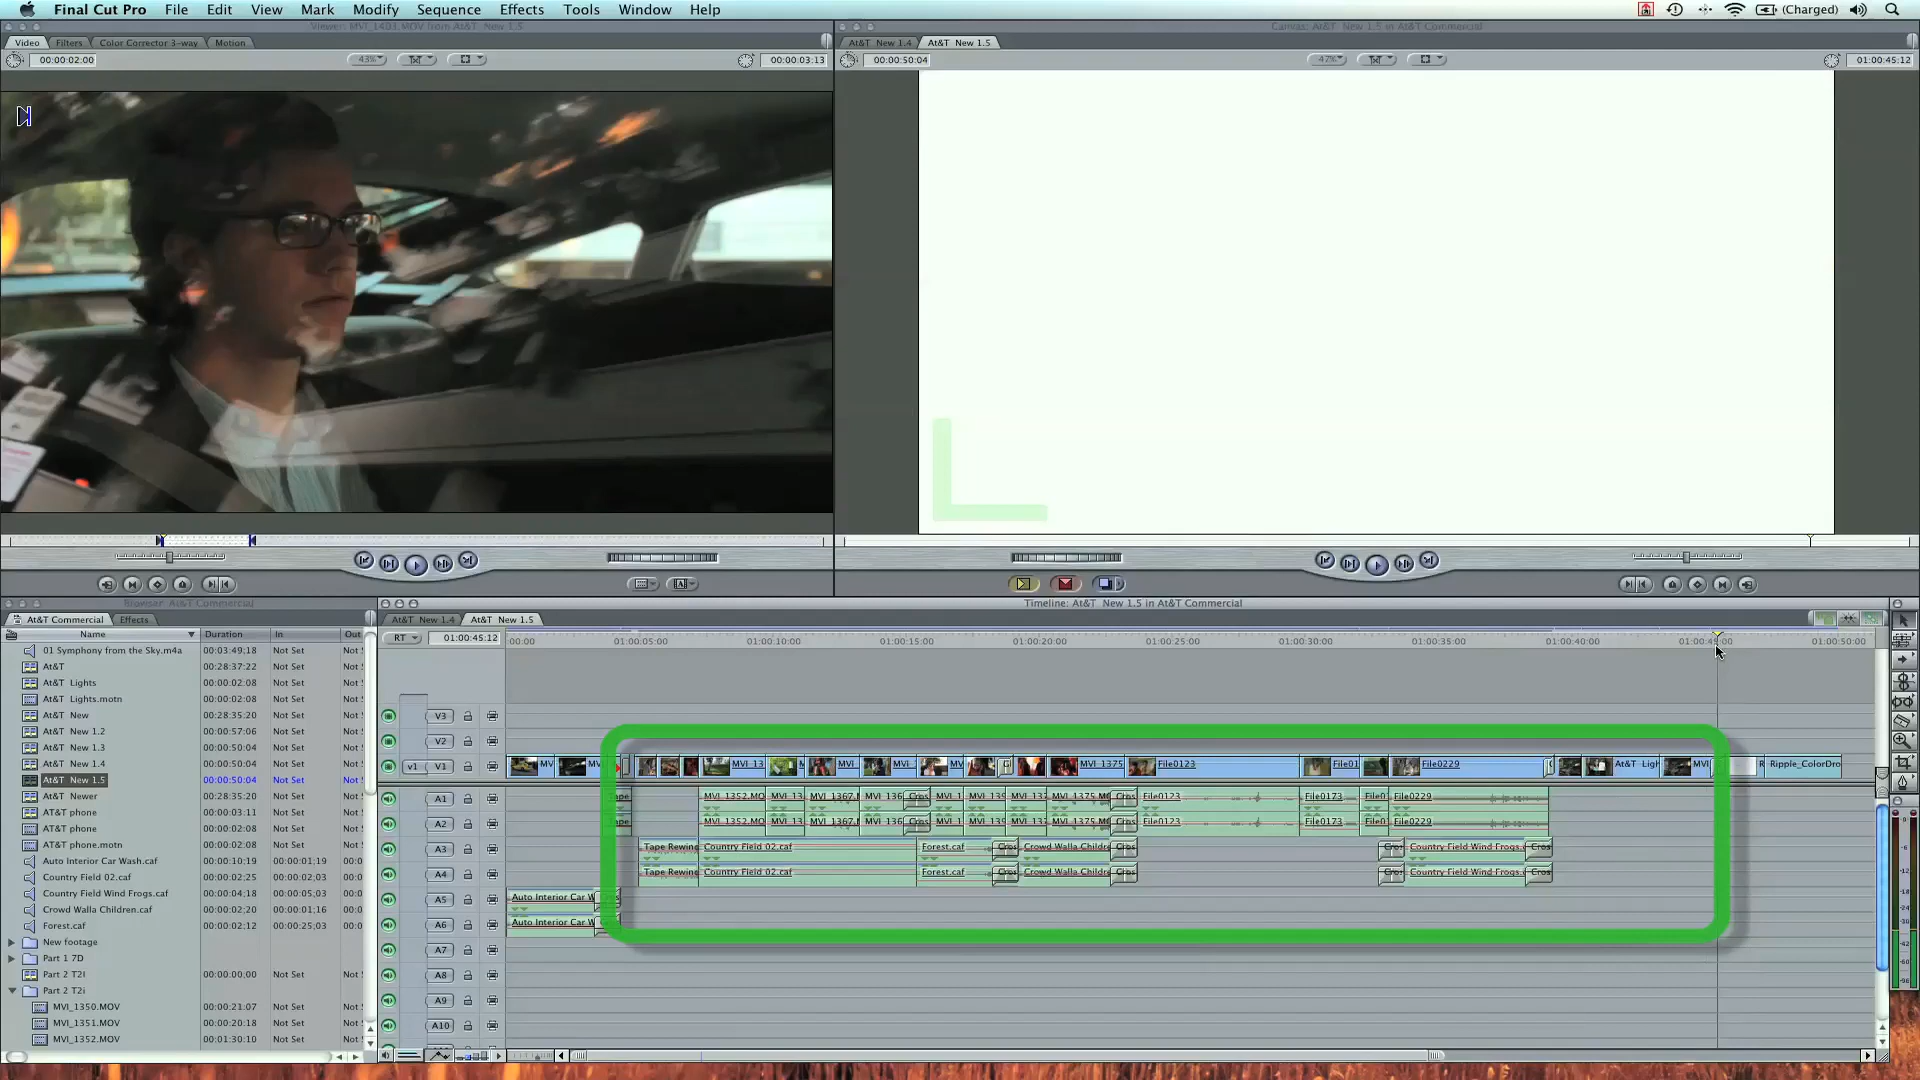 Final Cut Pro File Edit View Mark Modify Sequence Effects Tools Window Help (Charged)
Viewer: MVI_1403.MOV from At&T New 1.5
Canvas: At&T New 1.5 in At&T Commercial
Video Filters Color Corrector 3-way Motion
At&T New 1.4 At&T New 1.5
00:00:02:00 43% 00:00:03:13
00:00:50:04 47% 01:00:45:12
Browser: At&T Commercial
Timeline: At&T New 1.5 in At&T Commercial
At&T Commercial Effects
At&T New 1.4 At&T New 1.5
Name Duration In Out
RT 01:00:45:12 00:00 01:00:05:00 01:00:10:00 01:00:15:00 01:00:20:00 01:00:25:00 01:00:30:00 01:00:35:00 01:00:40:00 01:00:45:00 01:00:50:00
01 Symphony from the Sky.m4a 00:03:49:18 Not Set Not
At&T 00:28:37:22 Not Set Not
At&T Lights 00:00:02:08 Not Set Not
At&T Lights.motn 00:00:02:08 Not Set Not
At&T New 00:28:35:20 Not Set Not
At&T New 1.2 00:00:57:06 Not Set Not
At&T New 1.3 00:00:50:04 Not Set Not
At&T New 1.4 00:00:50:04 Not Set Not
At&T New 1.5 00:00:50:04 Not Set Not
At&T Newer 00:28:35:20 Not Set Not
AT&T phone 00:00:03:11 Not Set Not
AT&T phone 00:00:02:08 Not Set Not
AT&T phone.motn 00:00:02:08 Not Set Not
Auto Interior Car Wash.caf 00:00:10:19 00:00:01;19 00:0
Country Field 02.caf 00:00:02:25 00:00:02;03 00:0
Country Field Wind Frogs.caf 00:00:04:18 00:00:05;03 00:0
Crowd Walla Children.caf 00:00:02;20 00:00:01;16 00:0
Forest.caf 00:00:02:12 00:00:25;03 00:0
New footage
Part 1 7D
Part 2 T2I 00:00:00;00 Not Set Not
Part 2 T2i
MVI_1350.MOV 00:00:21:07 Not Set Not
MVI_1351.MOV 00:00:20:18 Not Set Not
MVI_1352.MOV 00:01:30:10 Not Set Not
V3
V2
v1 V1 MV MV MVI_13 MVI MVI MV MVI_1375 File0123 File01 File0229 At&T Ligh MVI R Ripple_ColorDro
A1 Tape MVI_1352.MO MVI_13 MVI_1367. MVI_136 Cros MVI_1 MVI_139 MVI_137 MVI_1375.M Cros File0123 File0173 File0 File0229
A2 Tape MVI_1352.MO MVI_13 MVI_1367. MVI_136 Cros MVI_1 MVI_139 MVI_137 MVI_1375.M Cros File0123 File0173 File0 File0229
A3 Tape Rewin Country Field 02.caf Forest.caf Cros Crowd Walla Childr Cros Cros Country Field Wind Frogs. Cros
A4 Tape Rewin Country Field 02.caf Forest.caf Cros Crowd Walla Childr Cros Cros Country Field Wind Frogs. Cros
A5 Auto Interior Car W
A6 Auto Interior Car W
A7
A8
A9
A10